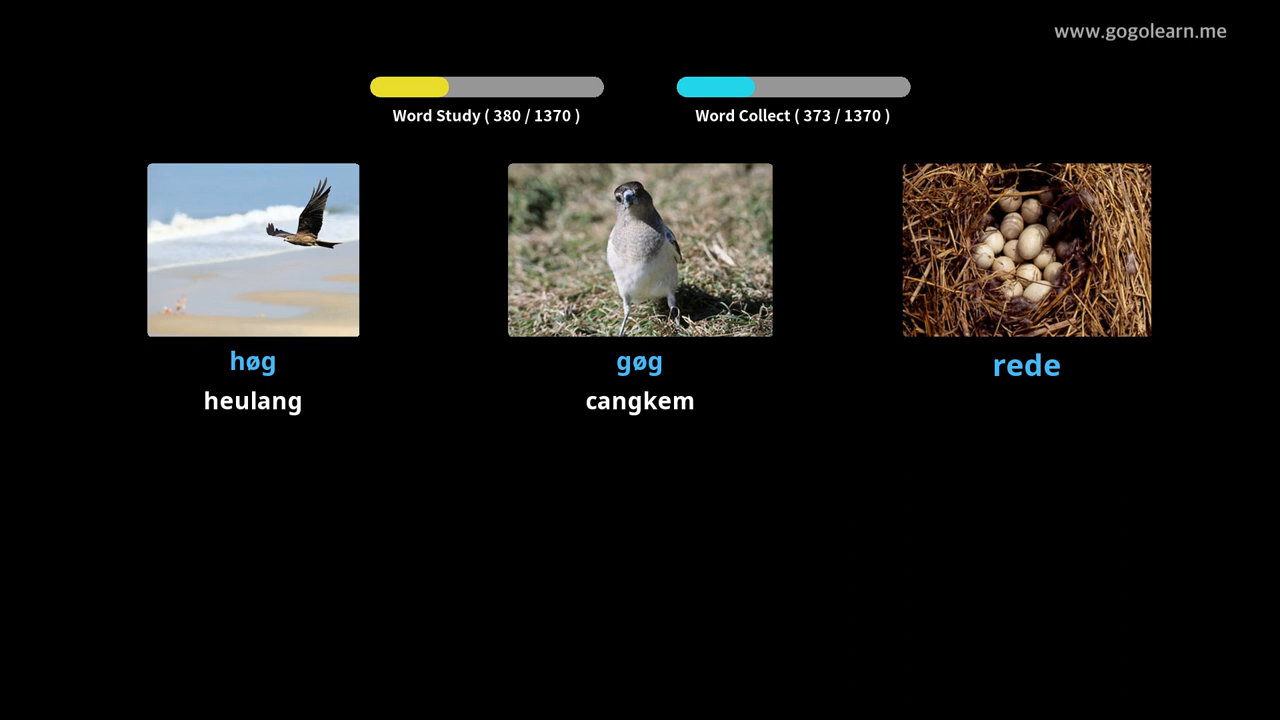 www.gogolearn.me
Word Study ( 380 / 1370 )
Word Collect ( 373 / 1370 )
høg
gøg
rede
heulang
cangkem